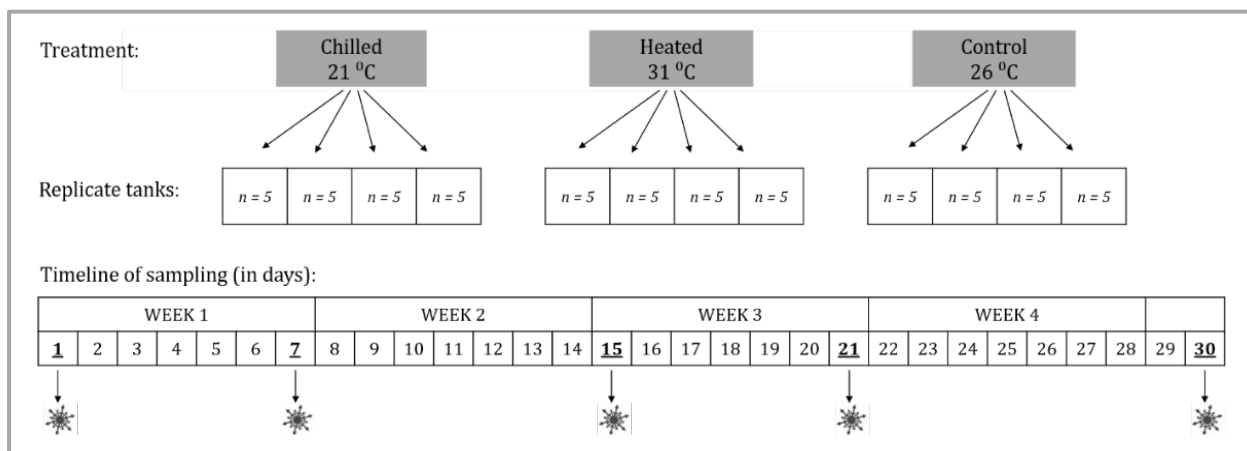 Treatment:
Chilled
21 ⁰C
Heated
31 ⁰C
Control
26 ⁰C
Replicate tanks:
n = 5 n = 5 n = 5 n = 5 n = 5 n = 5 n = 5 n = 5 n = 5 n = 5 n = 5 n = 5
Timeline of sampling (in days):
WEEK 1 WEEK 2 WEEK 3 WEEK 4
1 2 3 4 5 6 7 8 9 10 11 12 13 14 15 16 17 18 19 20 21 22 23 24 25 26 27 28 29 30